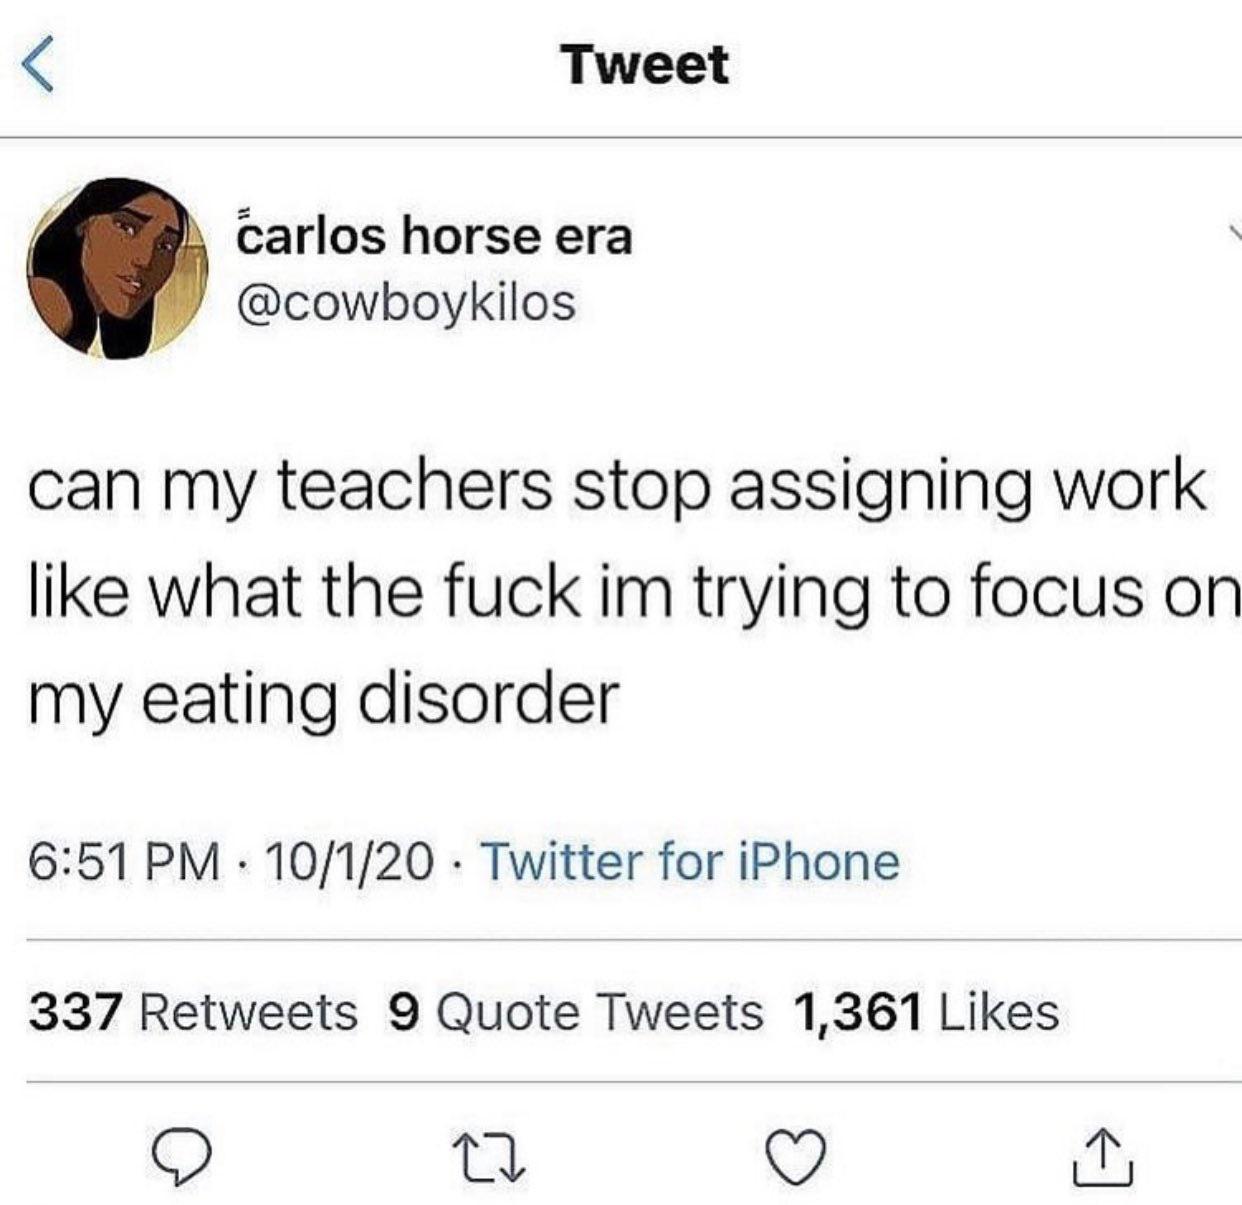 Tweet
carlos horse era
@cowboykilos
can my teachers stop assigning work
like what the fuck im trying to focus on
my eating disorder
6:51 PM · 10/1/20 · Twitter for iPhone
337 Retweets 9 Quote Tweets 1,361 Likes